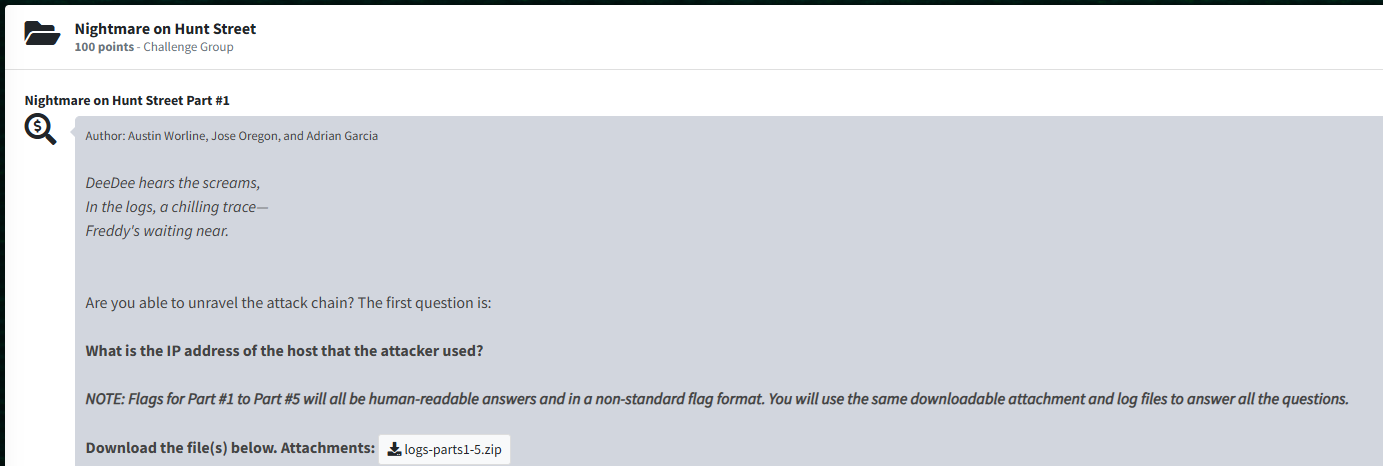 Nightmare on Hunt Street
100 points - Challenge Group
Nightmare on Hunt Street Part #1
Author: Austin Worline, Jose Oregon, and Adrian Garcia
DeeDee hears the screams,
In the logs, a chilling trace—
Freddy's waiting near.
Are you able to unravel the attack chain? The first question is:
What is the IP address of the host that the attacker used?
NOTE: Flags for Part #1 to Part #5 will all be human-readable answers and in a non-standard flag format. You will use the same downloadable attachment and log files to answer all the questions.
Download the file(s) below. Attachments: logs-parts1-5.zip